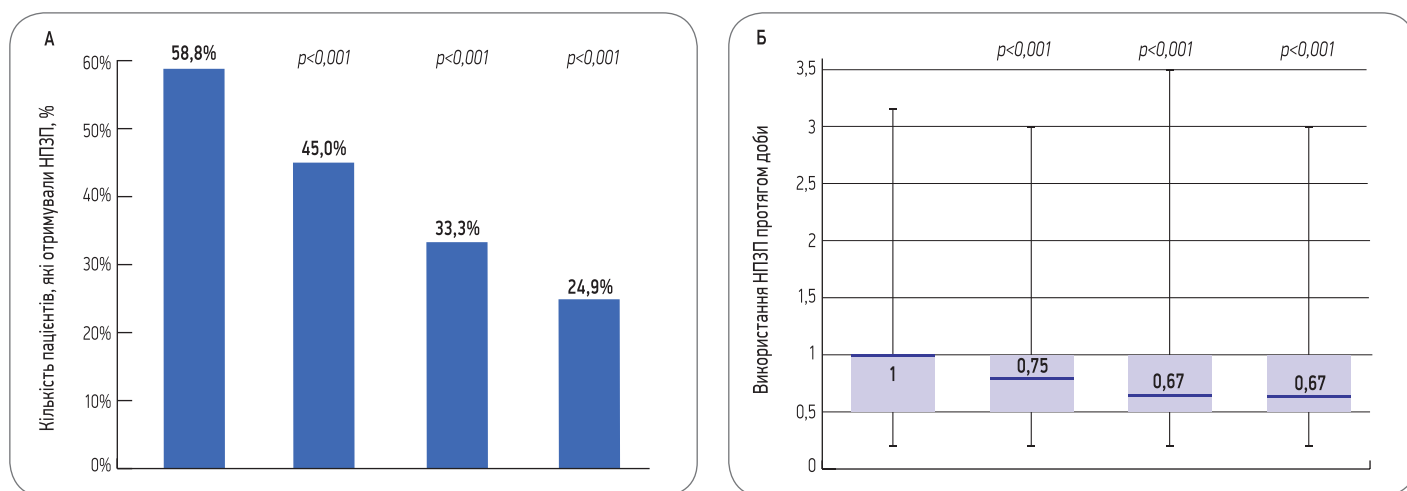 А
Кількість пацієнтів, які отримували НПЗП, %
60%
50%
40%
30%
20%
10%
0%
58,8%
45,0%
33,3%
24,9%
p<0,001
p<0,001
p<0,001
Б
Використання НПЗП протягом доби
3,5
3
2,5
2
1,5
1
0,5
0
p<0,001
p<0,001
p<0,001
1
0,75
0,67
0,67